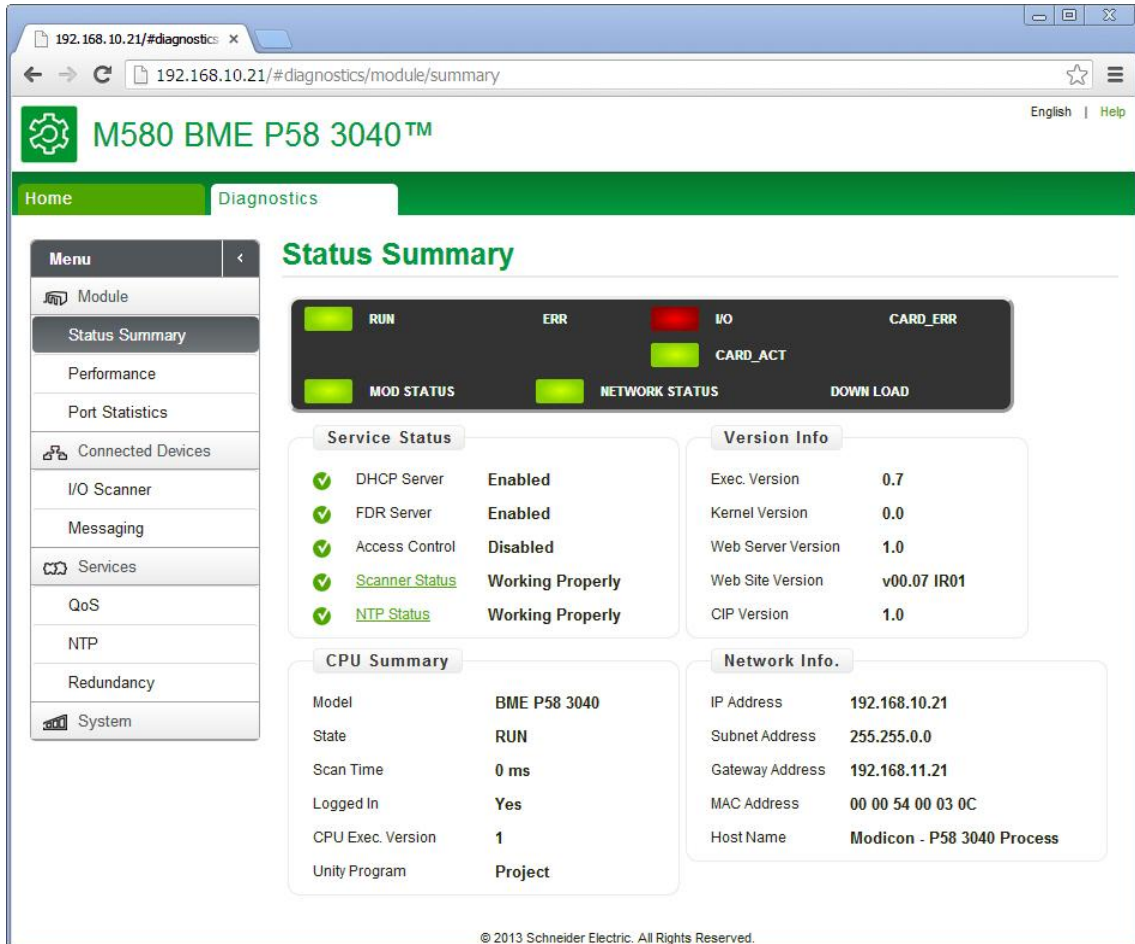 192.168.10.21/#diagnostics
192.168.10.21/#diagnostics/module/summary
English | Help
M580 BME P58 3040™
Home
Diagnostics
Menu
Module
Status Summary
Performance
Port Statistics
Connected Devices
I/O Scanner
Messaging
Services
QoS
NTP
Redundancy
System
Status Summary
RUN ERR I/O CARD_ERR
CARD_ACT
MOD STATUS NETWORK STATUS DOWN LOAD
Service Status
DHCP Server Enabled
FDR Server Enabled
Access Control Disabled
Scanner Status Working Properly
NTP Status Working Properly
Version Info
Exec. Version 0.7
Kernel Version 0.0
Web Server Version 1.0
Web Site Version v00.07 IR01
CIP Version 1.0
CPU Summary
Model BME P58 3040
State RUN
Scan Time 0 ms
Logged In Yes
CPU Exec. Version 1
Unity Program Project
Network Info.
IP Address 192.168.10.21
Subnet Address 255.255.0.0
Gateway Address 192.168.11.21
MAC Address 00 00 54 00 03 0C
Host Name Modicon - P58 3040 Process
© 2013 Schneider Electric. All Rights Reserved.